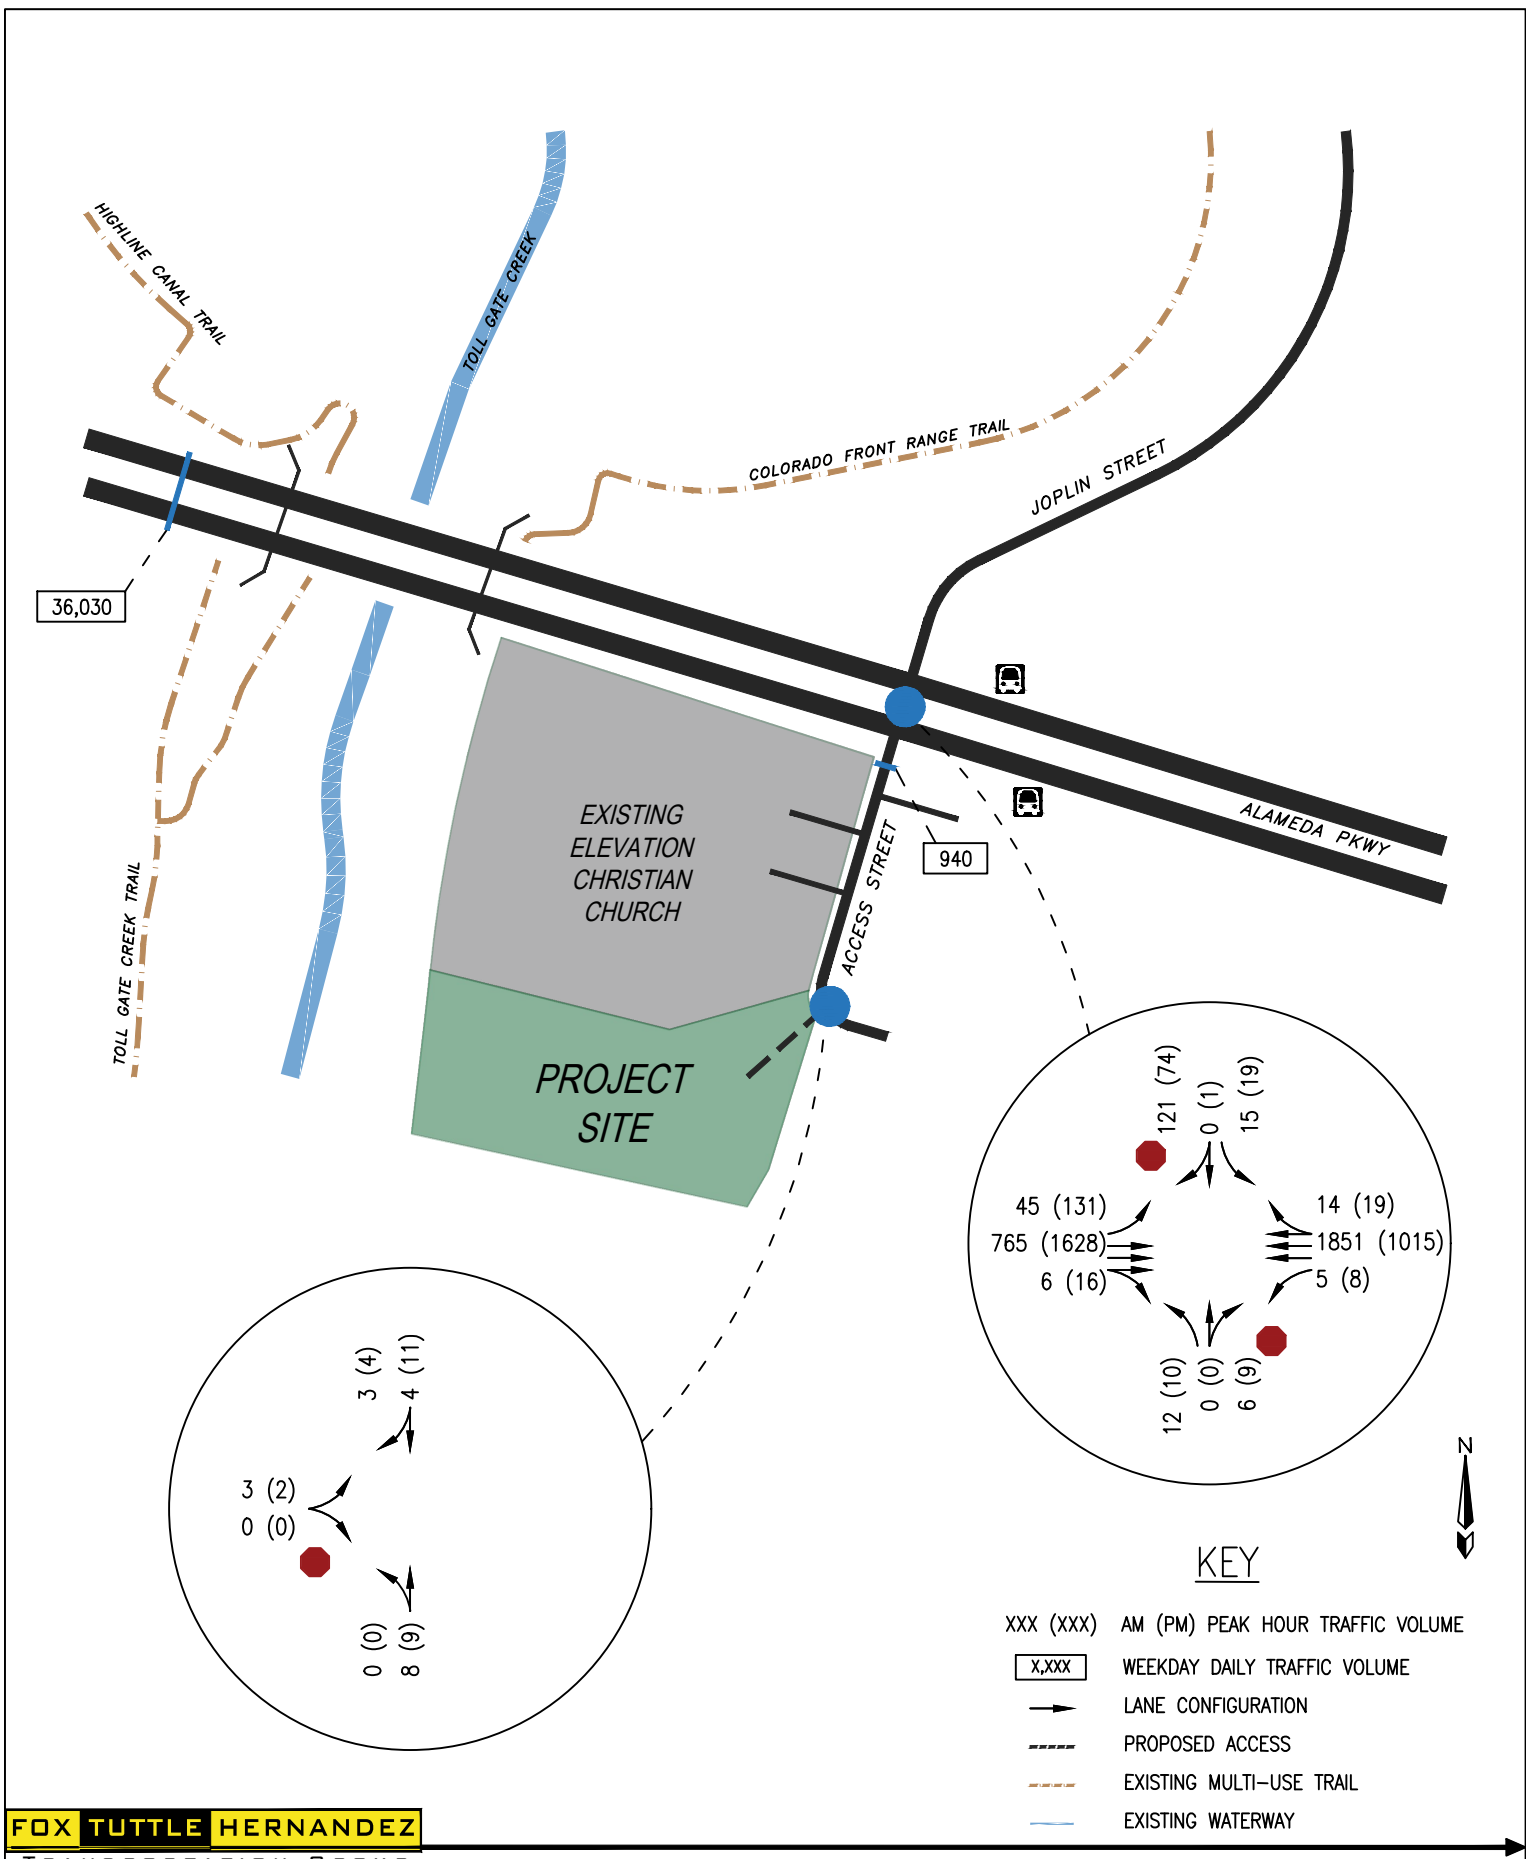 HIGHLINE CANAL TRAIL
TOLL GATE CREEK
COLORADO FRONT RANGE TRAIL
JOPLIN STREET
36,030
ALAMEDA PKWY
EXISTING
ELEVATION
CHRISTIAN
CHURCH
940
ACCESS STREET
TOLL GATE CREEK TRAIL
PROJECT
SITE
121 (74)
0 (1)
15 (19)
45 (131)
765 (1628)
6 (16)
14 (19)
1851 (1015)
5 (8)
12 (10)
0 (0)
6 (9)
3 (4)
4 (11)
3 (2)
0 (0)
0 (0)
8 (9)
N
KEY
XXX (XXX) AM (PM) PEAK HOUR TRAFFIC VOLUME
X,XXX WEEKDAY DAILY TRAFFIC VOLUME
LANE CONFIGURATION
PROPOSED ACCESS
EXISTING MULTI-USE TRAIL
EXISTING WATERWAY
FOX TUTTLE HERNANDEZ